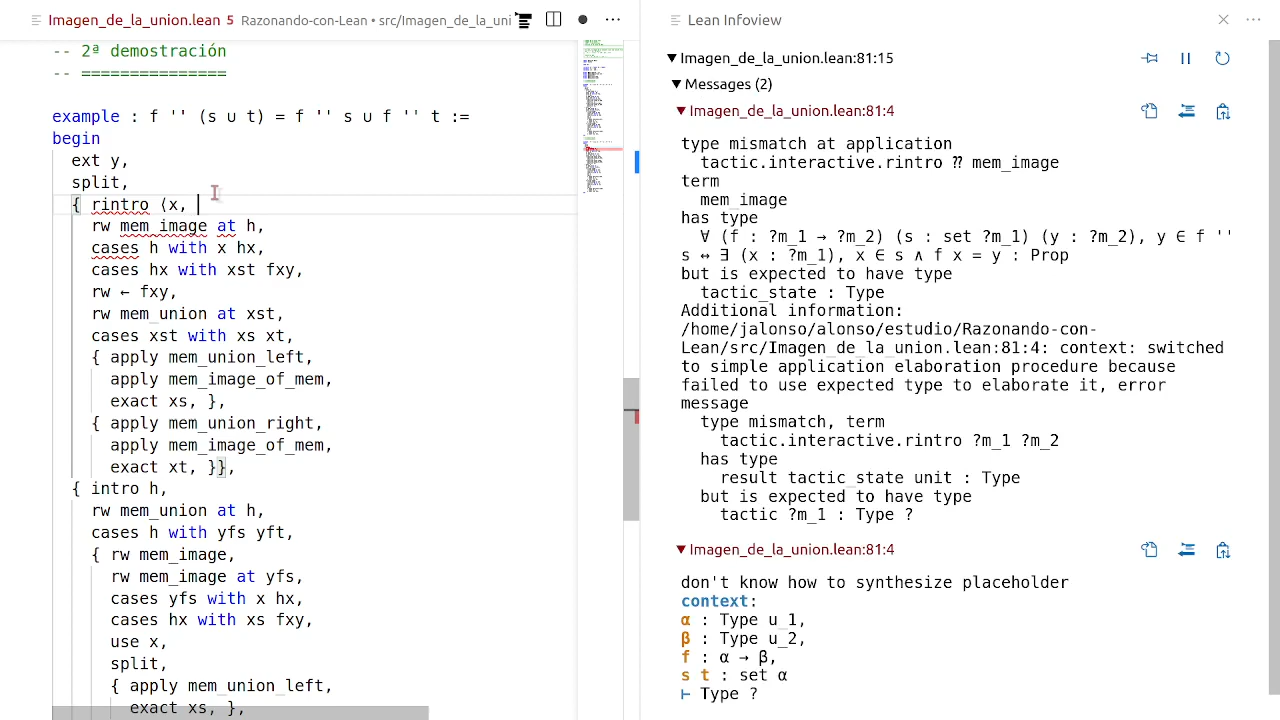 Imagen_de_la_union.lean 5 Razonando-con-Lean • src/Imagen_de_la_uni
-- 2ª demostración
-- ===============
example : f '' (s ∪ t) = f '' s ∪ f '' t :=
begin
ext y,
split,
{ rintro ⟨x,
rw mem_image at h,
cases h with x hx,
cases hx with xst fxy,
rw ← fxy,
rw mem_union at xst,
cases xst with xs xt,
{ apply mem_union_left,
apply mem_image_of_mem,
exact xs, },
{ apply mem_union_right,
apply mem_image_of_mem,
exact xt, }},
{ intro h,
rw mem_union at h,
cases h with yfs yft,
{ rw mem_image,
rw mem_image at yfs,
cases yfs with x hx,
cases hx with xs fxy,
use x,
split,
{ apply mem_union_left,
exact xs, },
Lean Infoview
Imagen_de_la_union.lean:81:15
Messages (2)
Imagen_de_la_union.lean:81:4
type mismatch at application
tactic.interactive.rintro ⁇ mem_image
term
mem_image
has type
∀ (f : ?m_1 → ?m_2) (s : set ?m_1) (y : ?m_2), y ∈ f ''
s ↔ ∃ (x : ?m_1), x ∈ s ∧ f x = y : Prop
but is expected to have type
tactic_state : Type
Additional information:
/home/jalonso/alonso/estudio/Razonando-con-
Lean/src/Imagen_de_la_union.lean:81:4: context: switched
to simple application elaboration procedure because
failed to use expected type to elaborate it, error
message
type mismatch, term
tactic.interactive.rintro ?m_1 ?m_2
has type
result tactic_state unit : Type
but is expected to have type
tactic ?m_1 : Type ?
Imagen_de_la_union.lean:81:4
don't know how to synthesize placeholder
context:
α : Type u_1,
β : Type u_2,
f : α → β,
s t : set α
⊢ Type ?